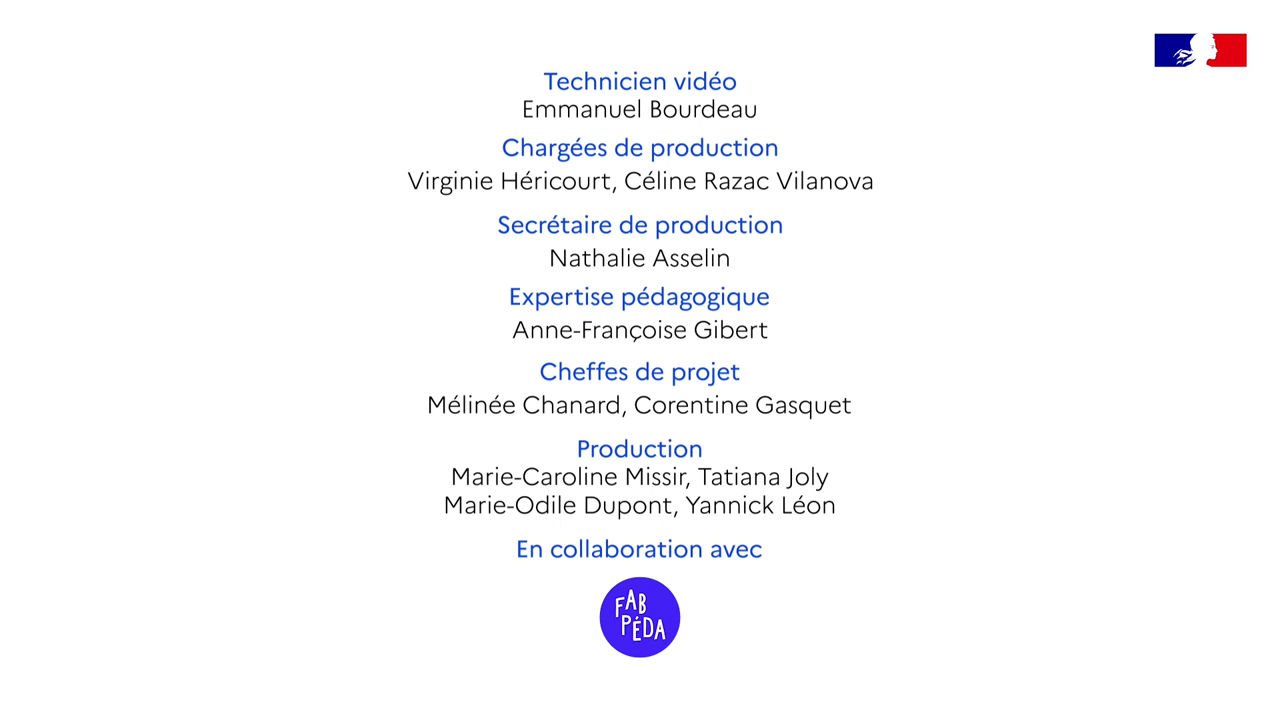 Technicien vidéo
Emmanuel Bourdeau
Chargées de production
Virginie Héricourt, Céline Razac Vilanova
Secrétaire de production
Nathalie Asselin
Expertise pédagogique
Anne-Françoise Gibert
Cheffes de projet
Mélinée Chanard, Corentine Gasquet
Production
Marie-Caroline Missir, Tatiana Joly
Marie-Odile Dupont, Yannick Léon
En collaboration avec
FAB
PÉDA